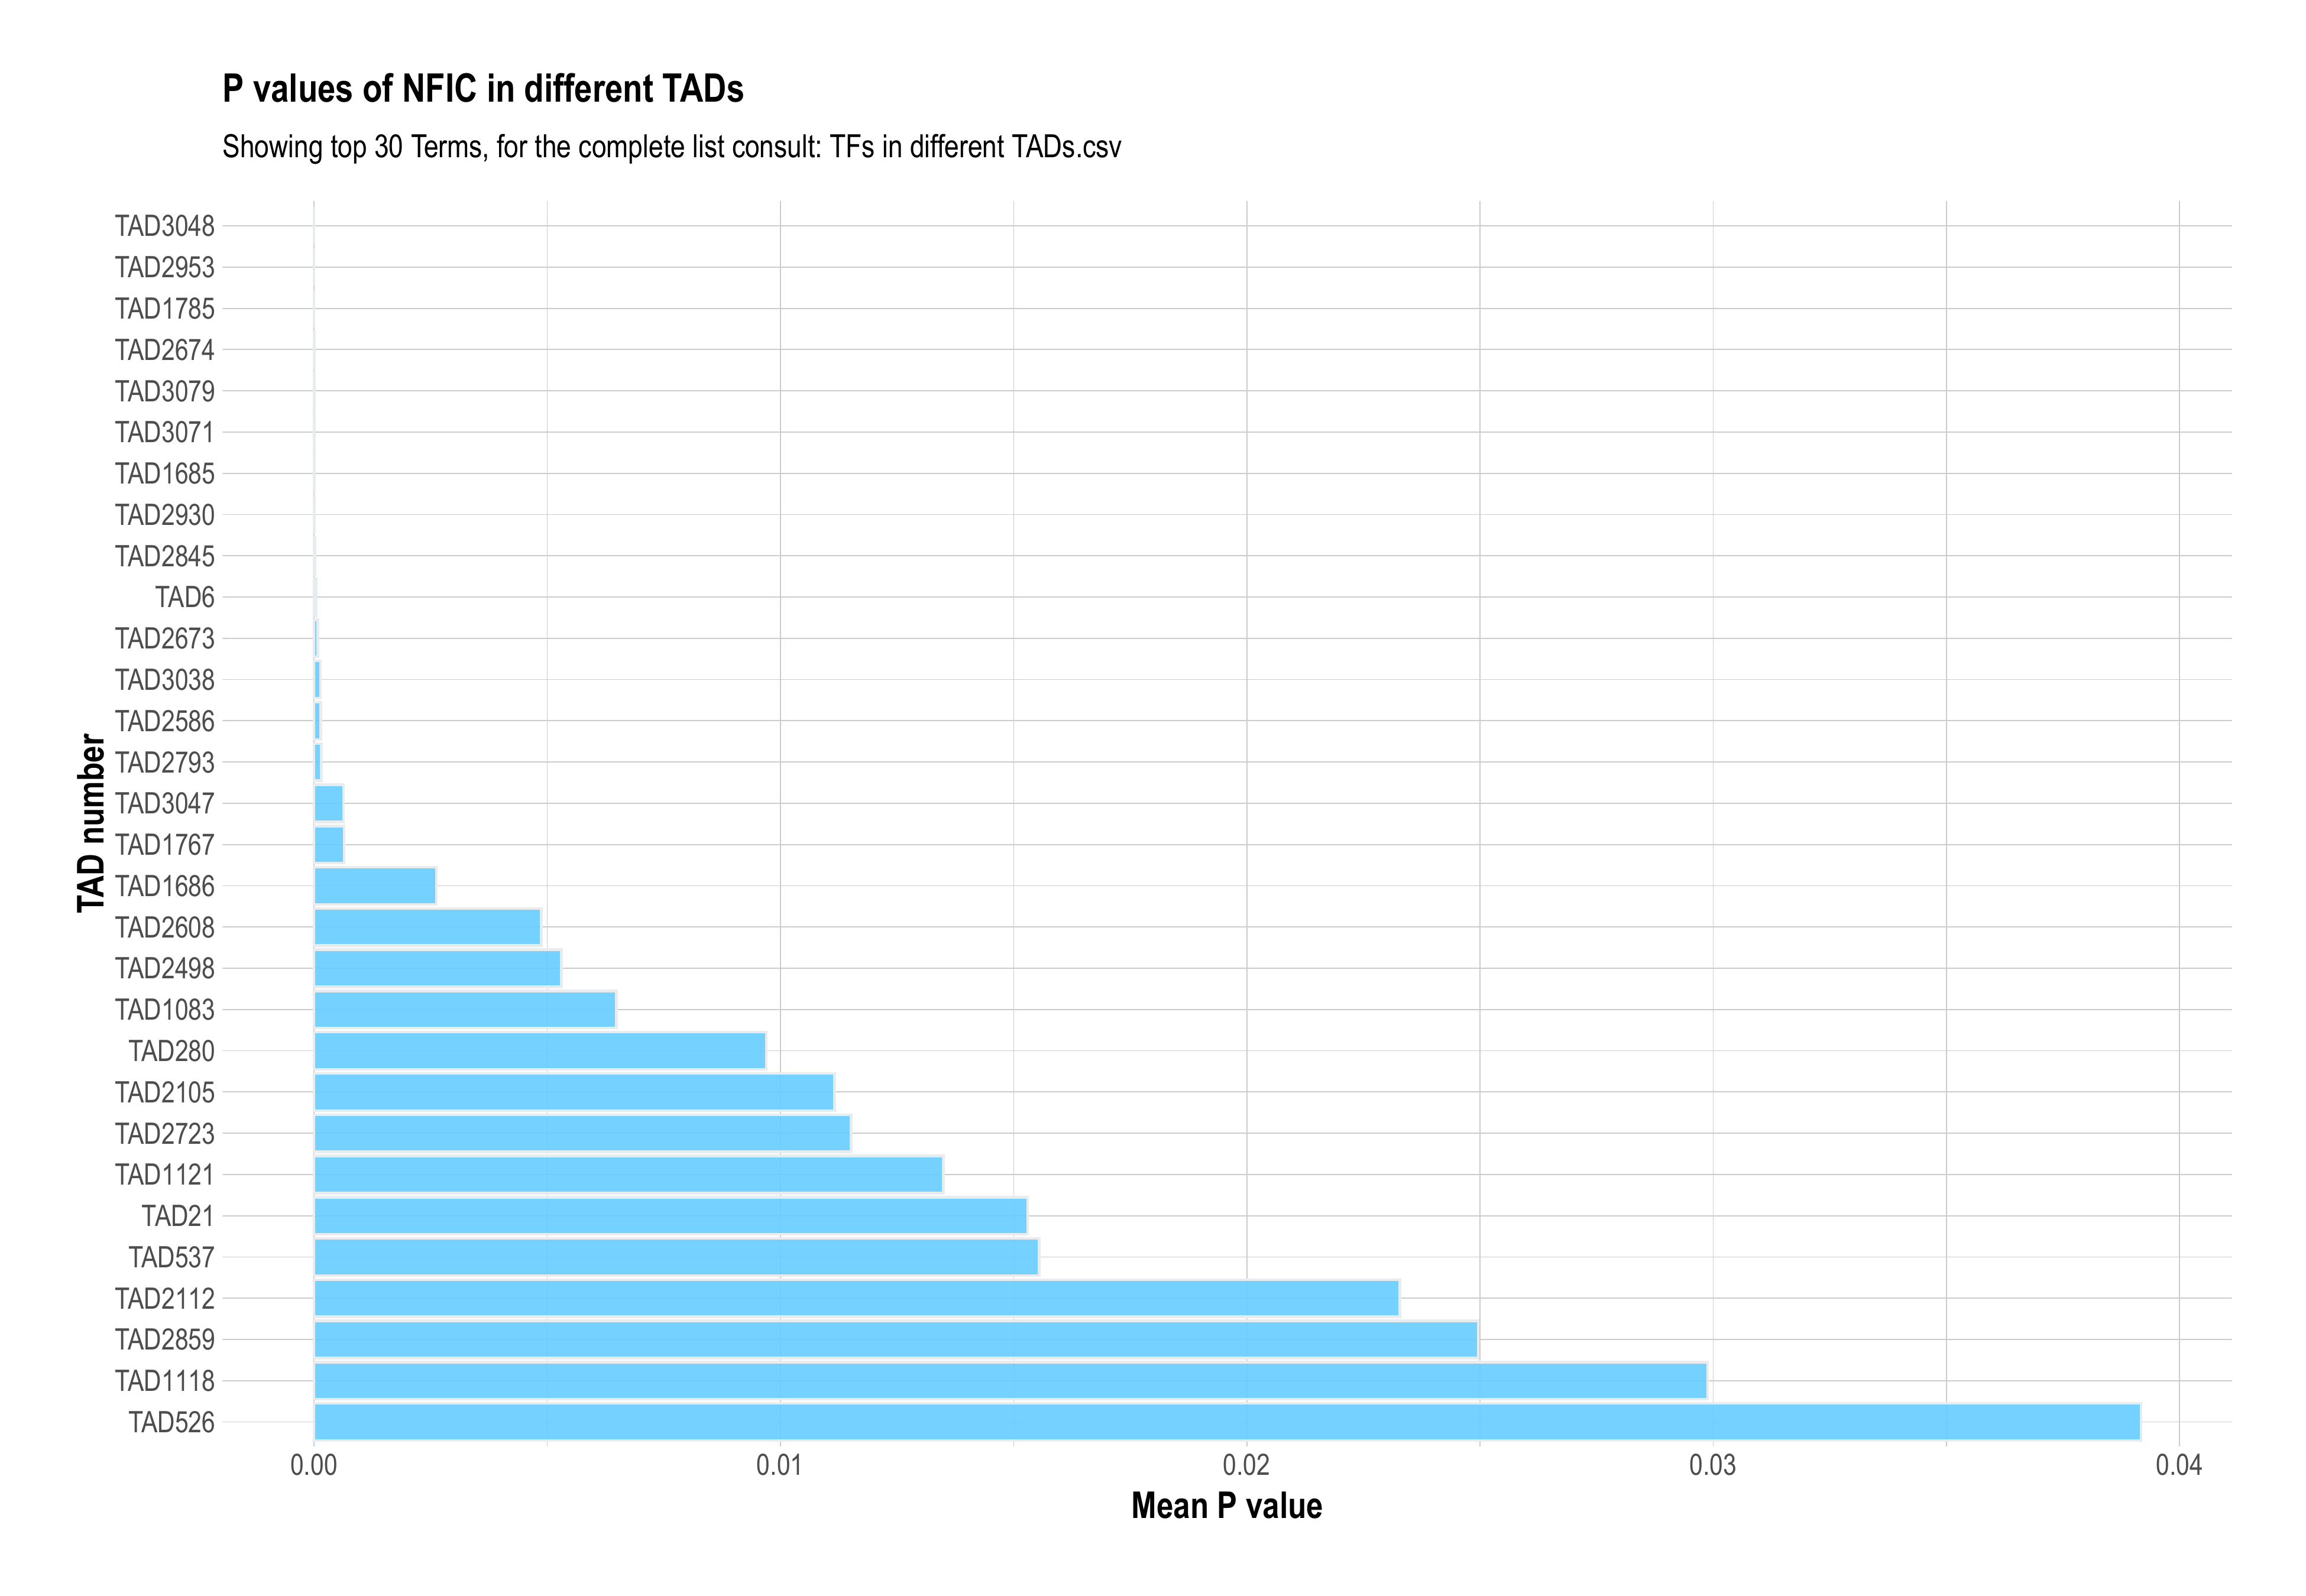 P values of NFIC in different TADs
Showing top 30 Terms, for the complete list consult: TFs in different TADs.csv
TAD number
TAD3048
TAD2953
TAD1785
TAD2674
TAD3079
TAD3071
TAD1685
TAD2930
TAD2845
TAD6
TAD2673
TAD3038
TAD2586
TAD2793
TAD3047
TAD1767
TAD1686
TAD2608
TAD2498
TAD1083
TAD280
TAD2105
TAD2723
TAD1121
TAD21
TAD537
TAD2112
TAD2859
TAD1118
TAD526
0.00 0.01 0.02 0.03 0.04
Mean P value